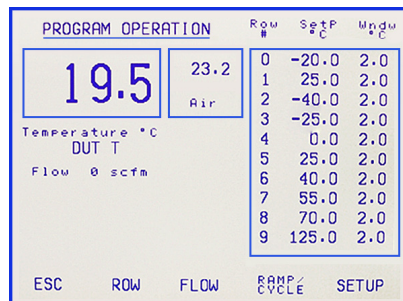 PROGRAM OPERATION
19.5
23.2
Air
Temperature °C
DUT T
Flow 0 scfm
Row # SetP °C Wndw °C
0 -20.0 2.0
1 25.0 2.0
2 -40.0 2.0
3 -25.0 2.0
4 0.0 2.0
5 25.0 2.0
6 40.0 2.0
7 55.0 2.0
8 70.0 2.0
9 125.0 2.0
ESC ROW FLOW RAMP/CYCLE SETUP